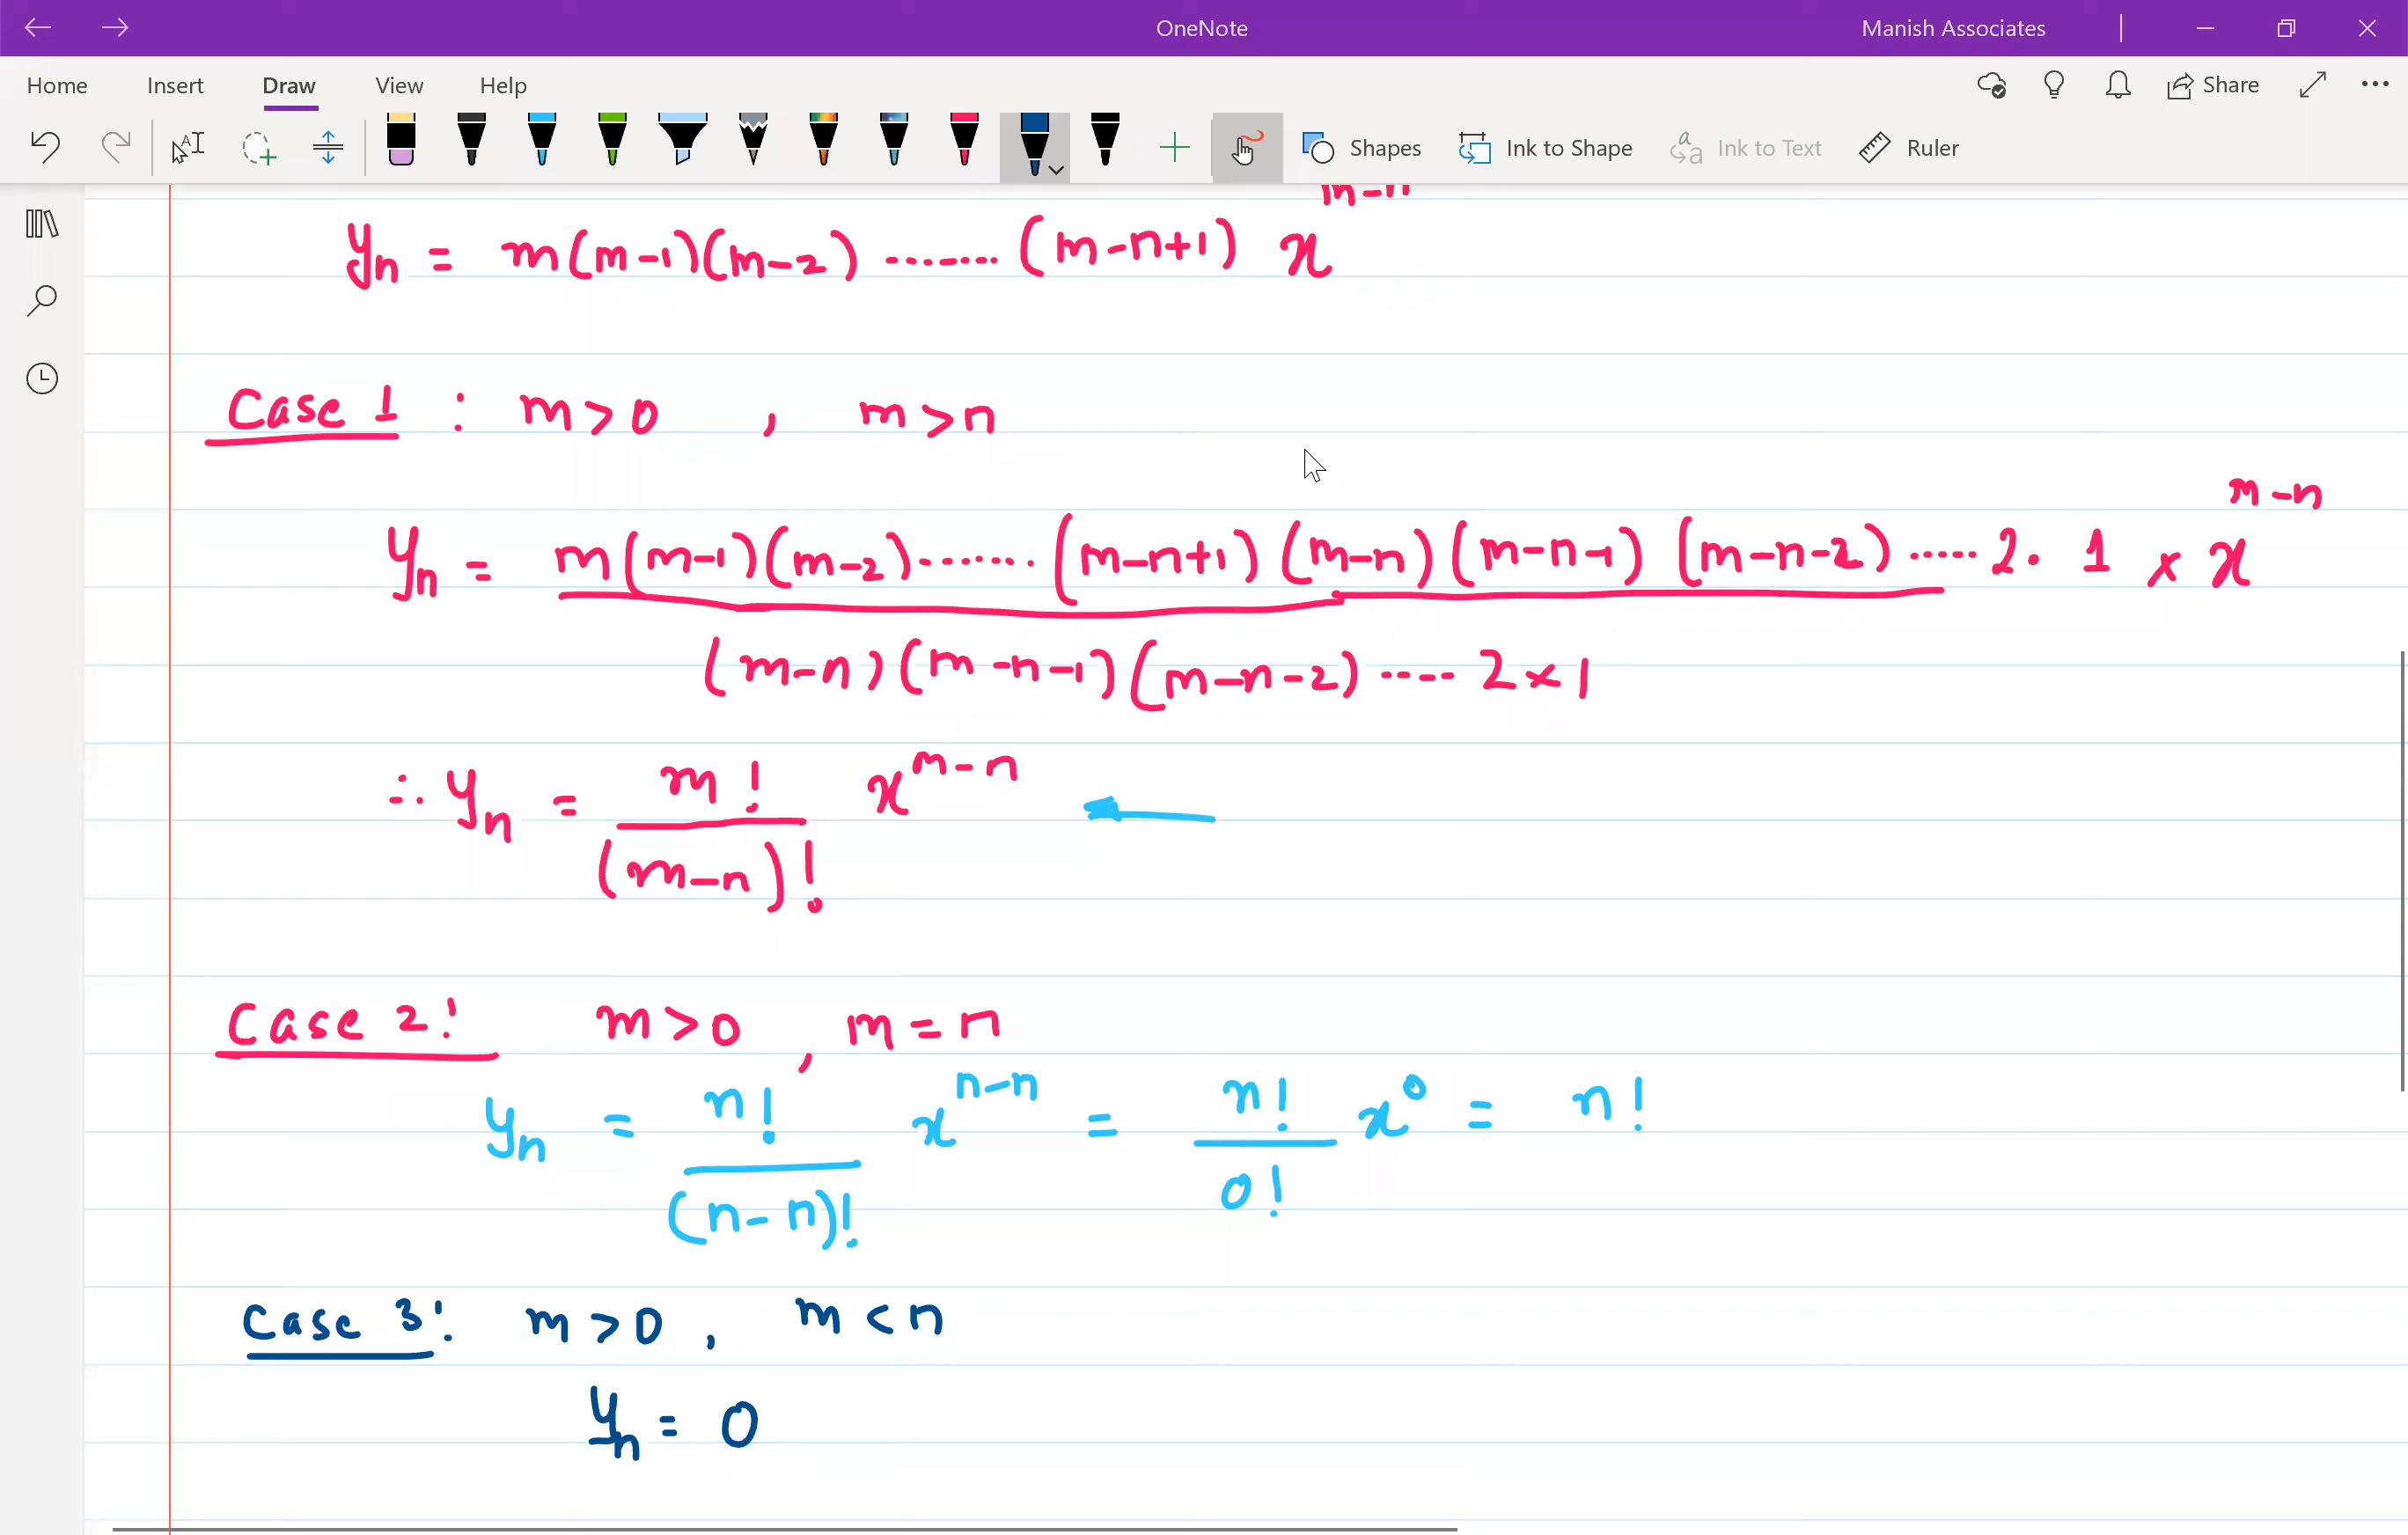 OneNote
Manish Associates
Home Insert Draw View Help Share
Shapes Ink to Shape Ink to Text Ruler
yₙ = m(m-1)(m-2) ........ (m-n+1) x^(m-n)
Case 1 : m>0 , m>n
yₙ = m(m-1)(m-2).......(m-n+1)(m-n)(m-n-1)(m-n-2).....2. 1 × x^(m-n)
(m-n)(m-n-1)(m-n-2)....2×1
∴ yₙ = m!/(m-n)! x^(m-n)
Case 2! m>0 , m=n
yₙ = n!/(n-n)! x^(n-n) = n!/0! x^0 = n!
Case 3! m>0 , m<n
yₙ = 0